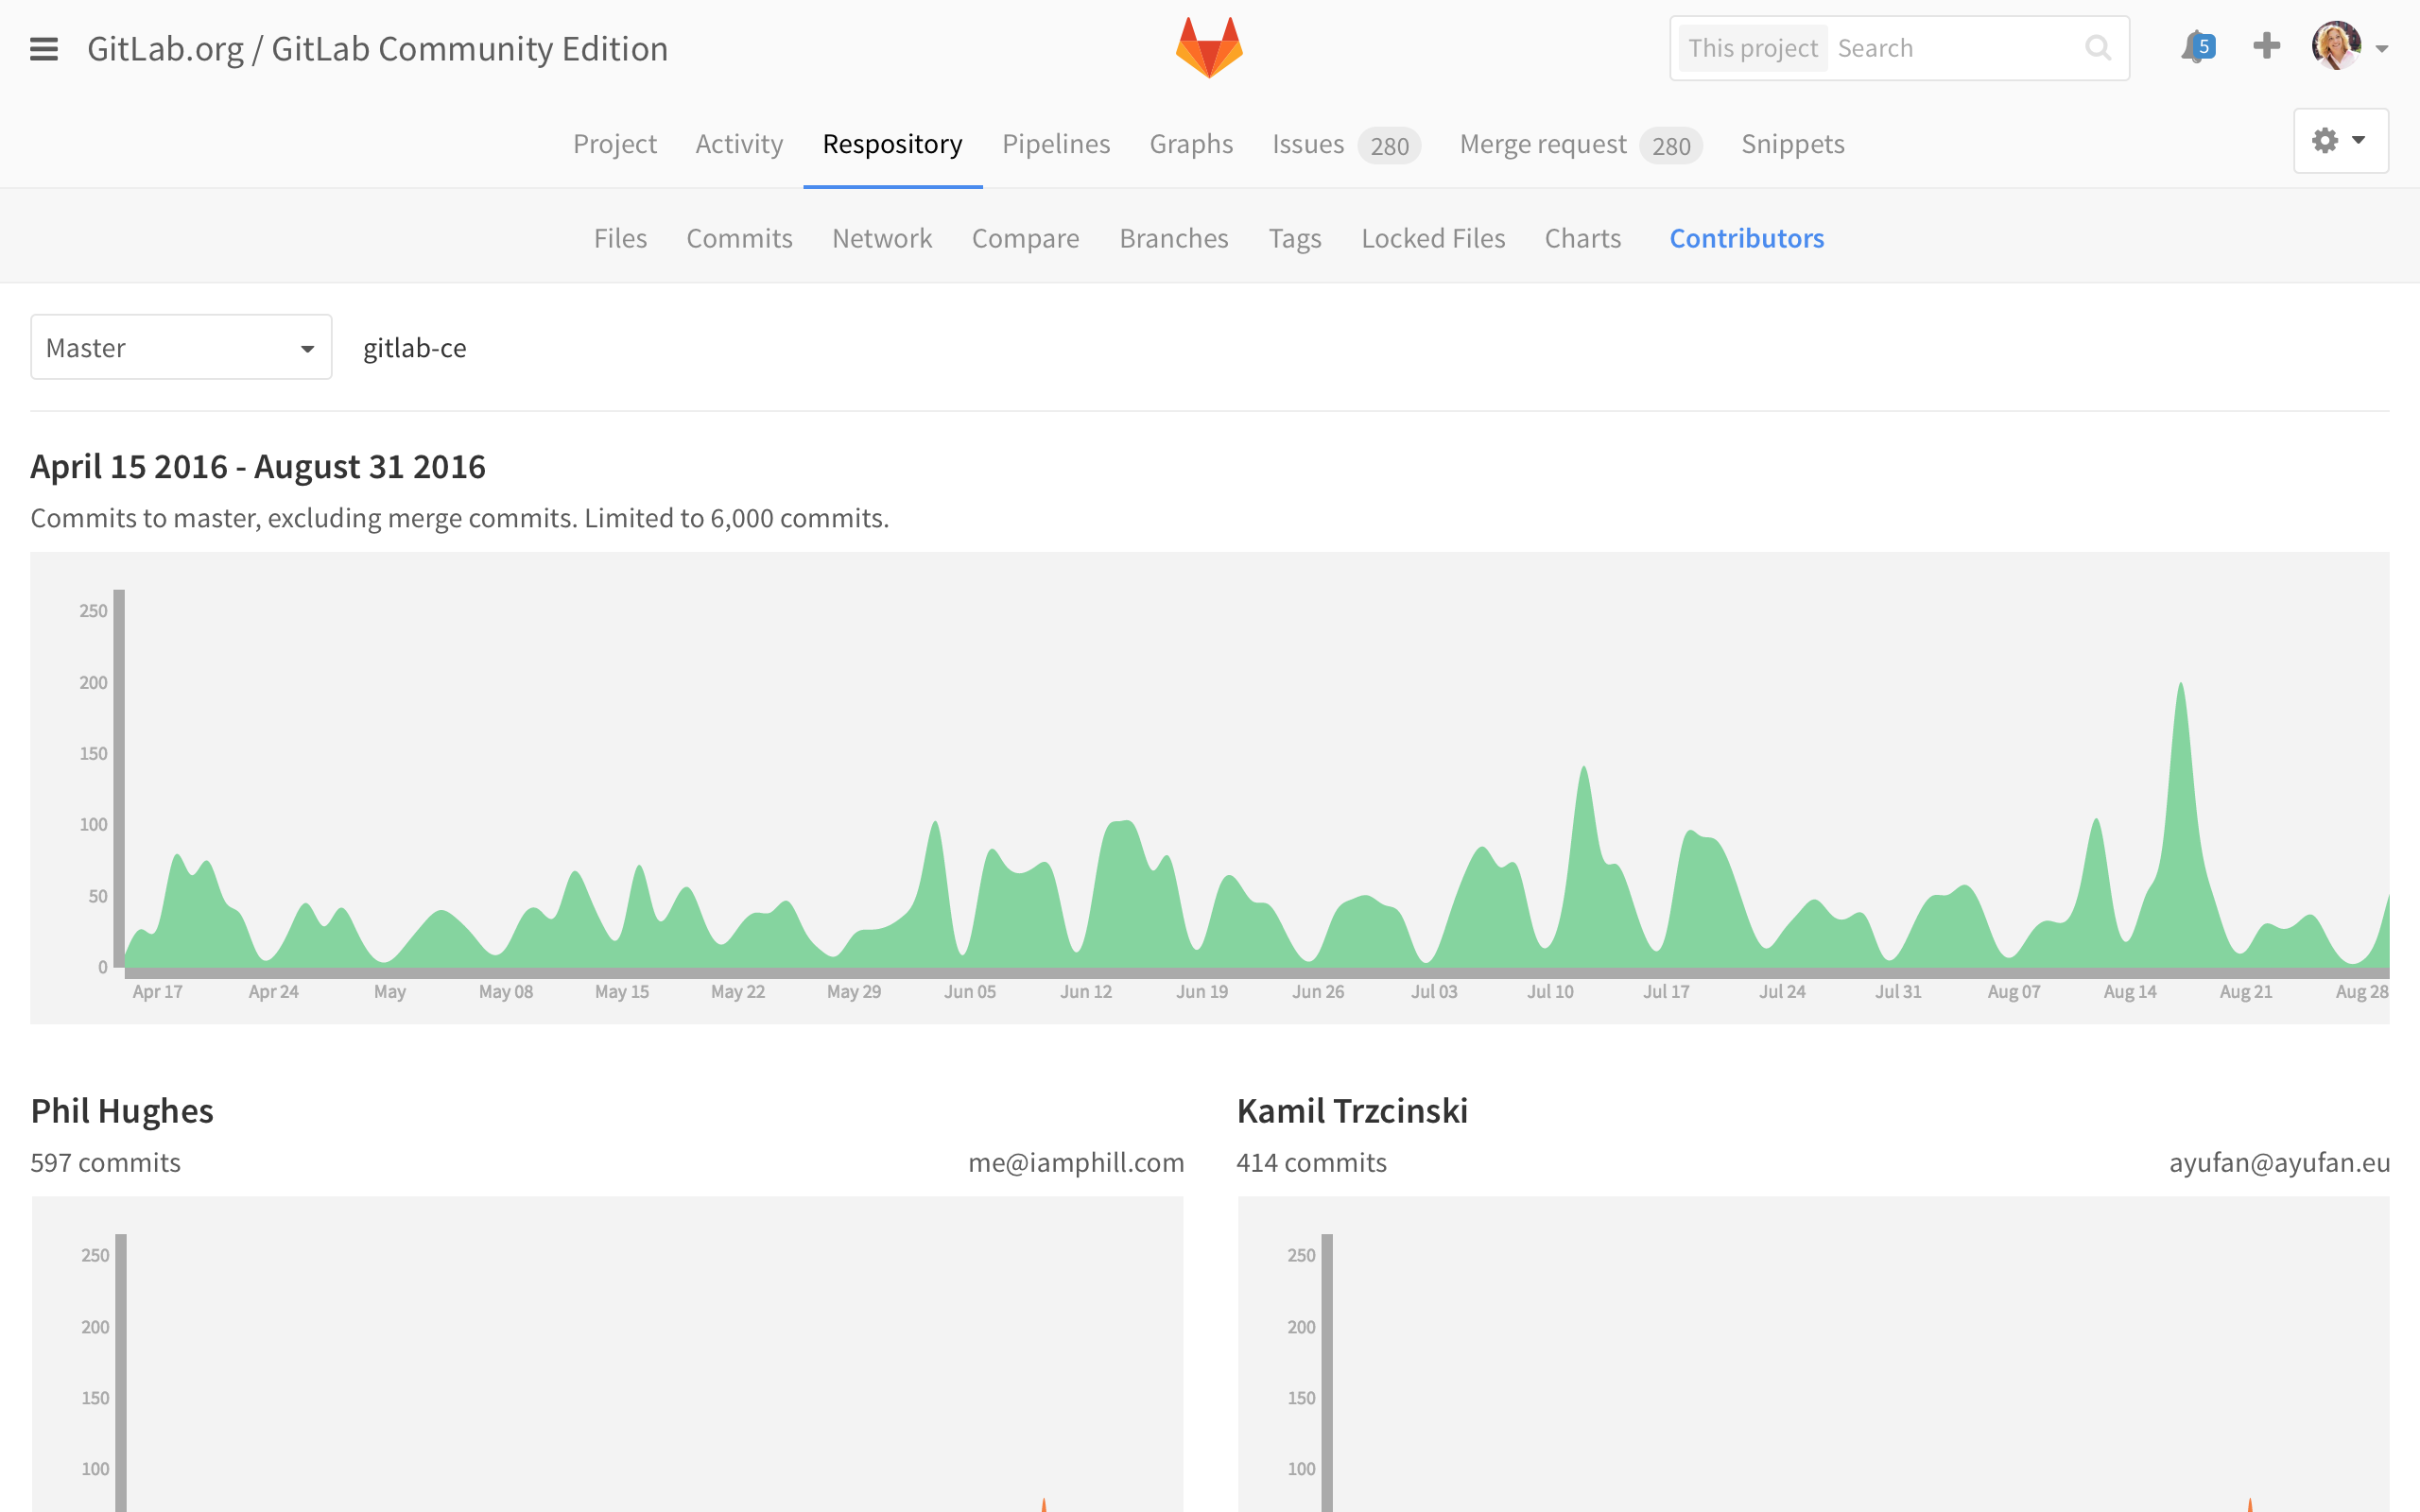 GitLab.org / GitLab Community Edition
This project Search
5
Project Activity Respository Pipelines Graphs Issues 280 Merge request 280 Snippets
Files Commits Network Compare Branches Tags Locked Files Charts Contributors
Master gitlab-ce
April 15 2016 - August 31 2016
Commits to master, excluding merge commits. Limited to 6,000 commits.
250
200
150
100
50
0
Apr 17 Apr 24 May May 08 May 15 May 22 May 29 Jun 05 Jun 12 Jun 19 Jun 26 Jul 03 Jul 10 Jul 17 Jul 24 Jul 31 Aug 07 Aug 14 Aug 21 Aug 28
Phil Hughes
597 commits me@iamphill.com
250
200
150
100
Kamil Trzcinski
414 commits ayufan@ayufan.eu
250
200
150
100